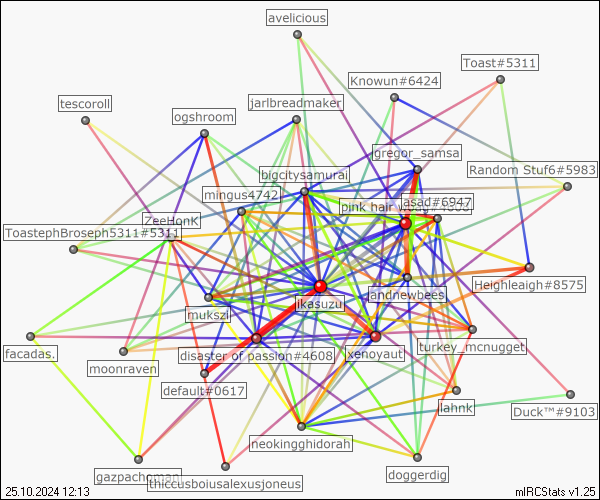 avelicious
Toast#5311
Knowun#6424
tescoroll
jarlbreadmaker
ogshroom
gregor_samsa
bigcitysamurai
Random Stuf6#5983
mingus4742
asad#6947
pink hair
ZeeHonK
ToastephBroseph5311#5311
Heighleaigh#8575
andnewbees
ikasuzu
mukszi
turkey_mcnugget
xenoyaut
disaster of passion#4608
facadas.
moonraven
default#0617
lahnk
Duck™#9103
neokingghidorah
gazpachoman
doggerdig
thiccusboiusalexusjoneus
25.10.2024 12:13
mIRCStats v1.25